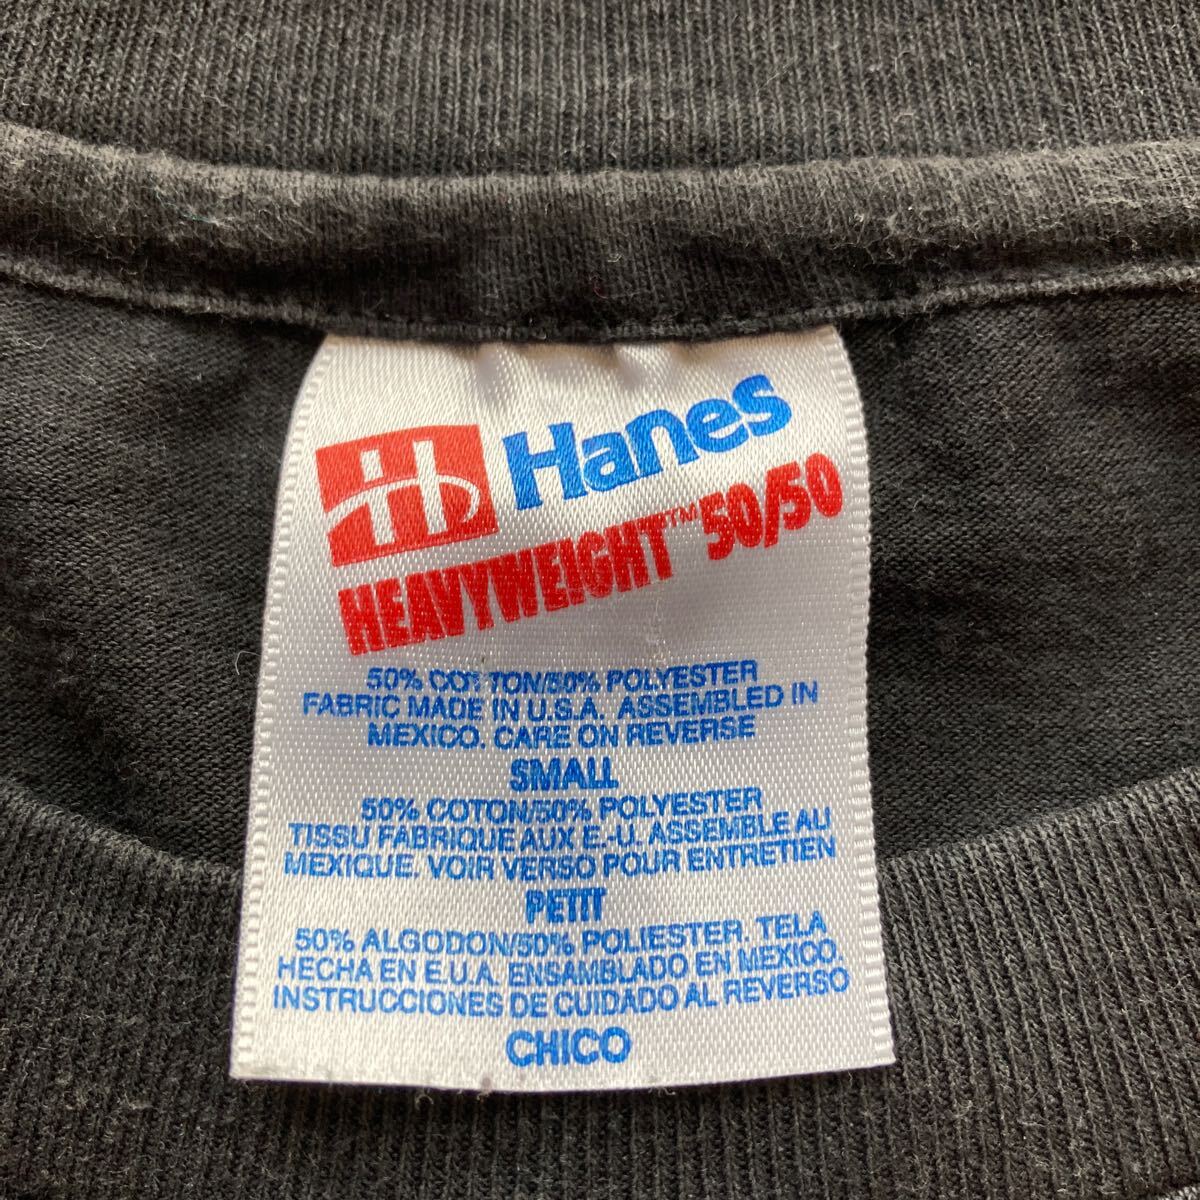 H Hanes
HEAVYWEIGHT™ 50/50
50% COTTON/50% POLYESTER
FABRIC MADE IN U.S.A. ASSEMBLED IN
MEXICO. CARE ON REVERSE
SMALL
50% COTON/50% POLYESTER
TISSU FABRIQUE AUX E.-U. ASSEMBLE AU
MEXIQUE. VOIR VERSO POUR ENTRETIEN
PETIT
50% ALGODON/50% POLIESTER. TELA
HECHA EN E.U.A. ENSAMBLADO EN MEXICO.
INSTRUCCIONES DE CUIDADO AL REVERSO
CHICO